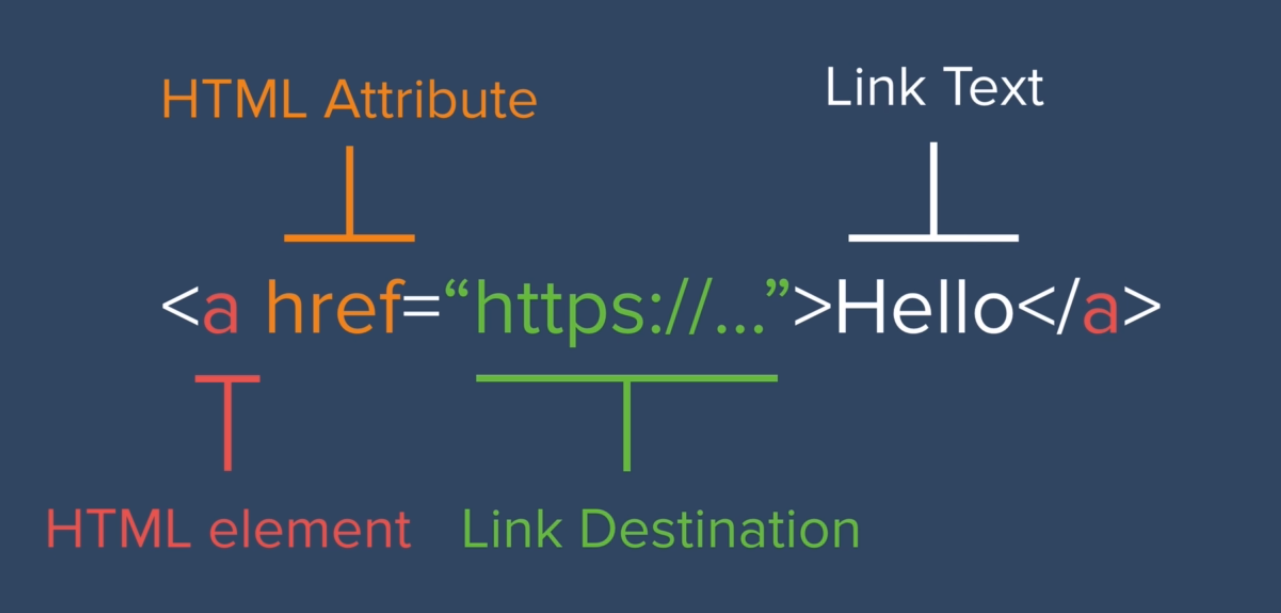 HTML Attribute
Link Text
<a href=“https://...”>Hello</a>
HTML element
Link Destination